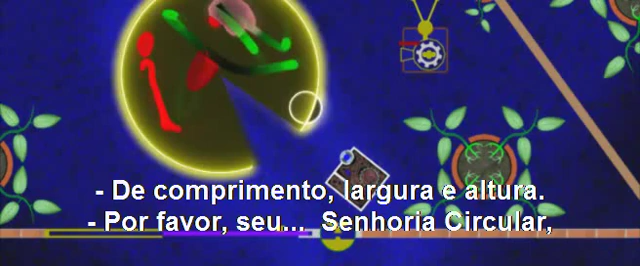 - De comprimento, largura e altura.
- Por favor, seu... Senhoria Circular,